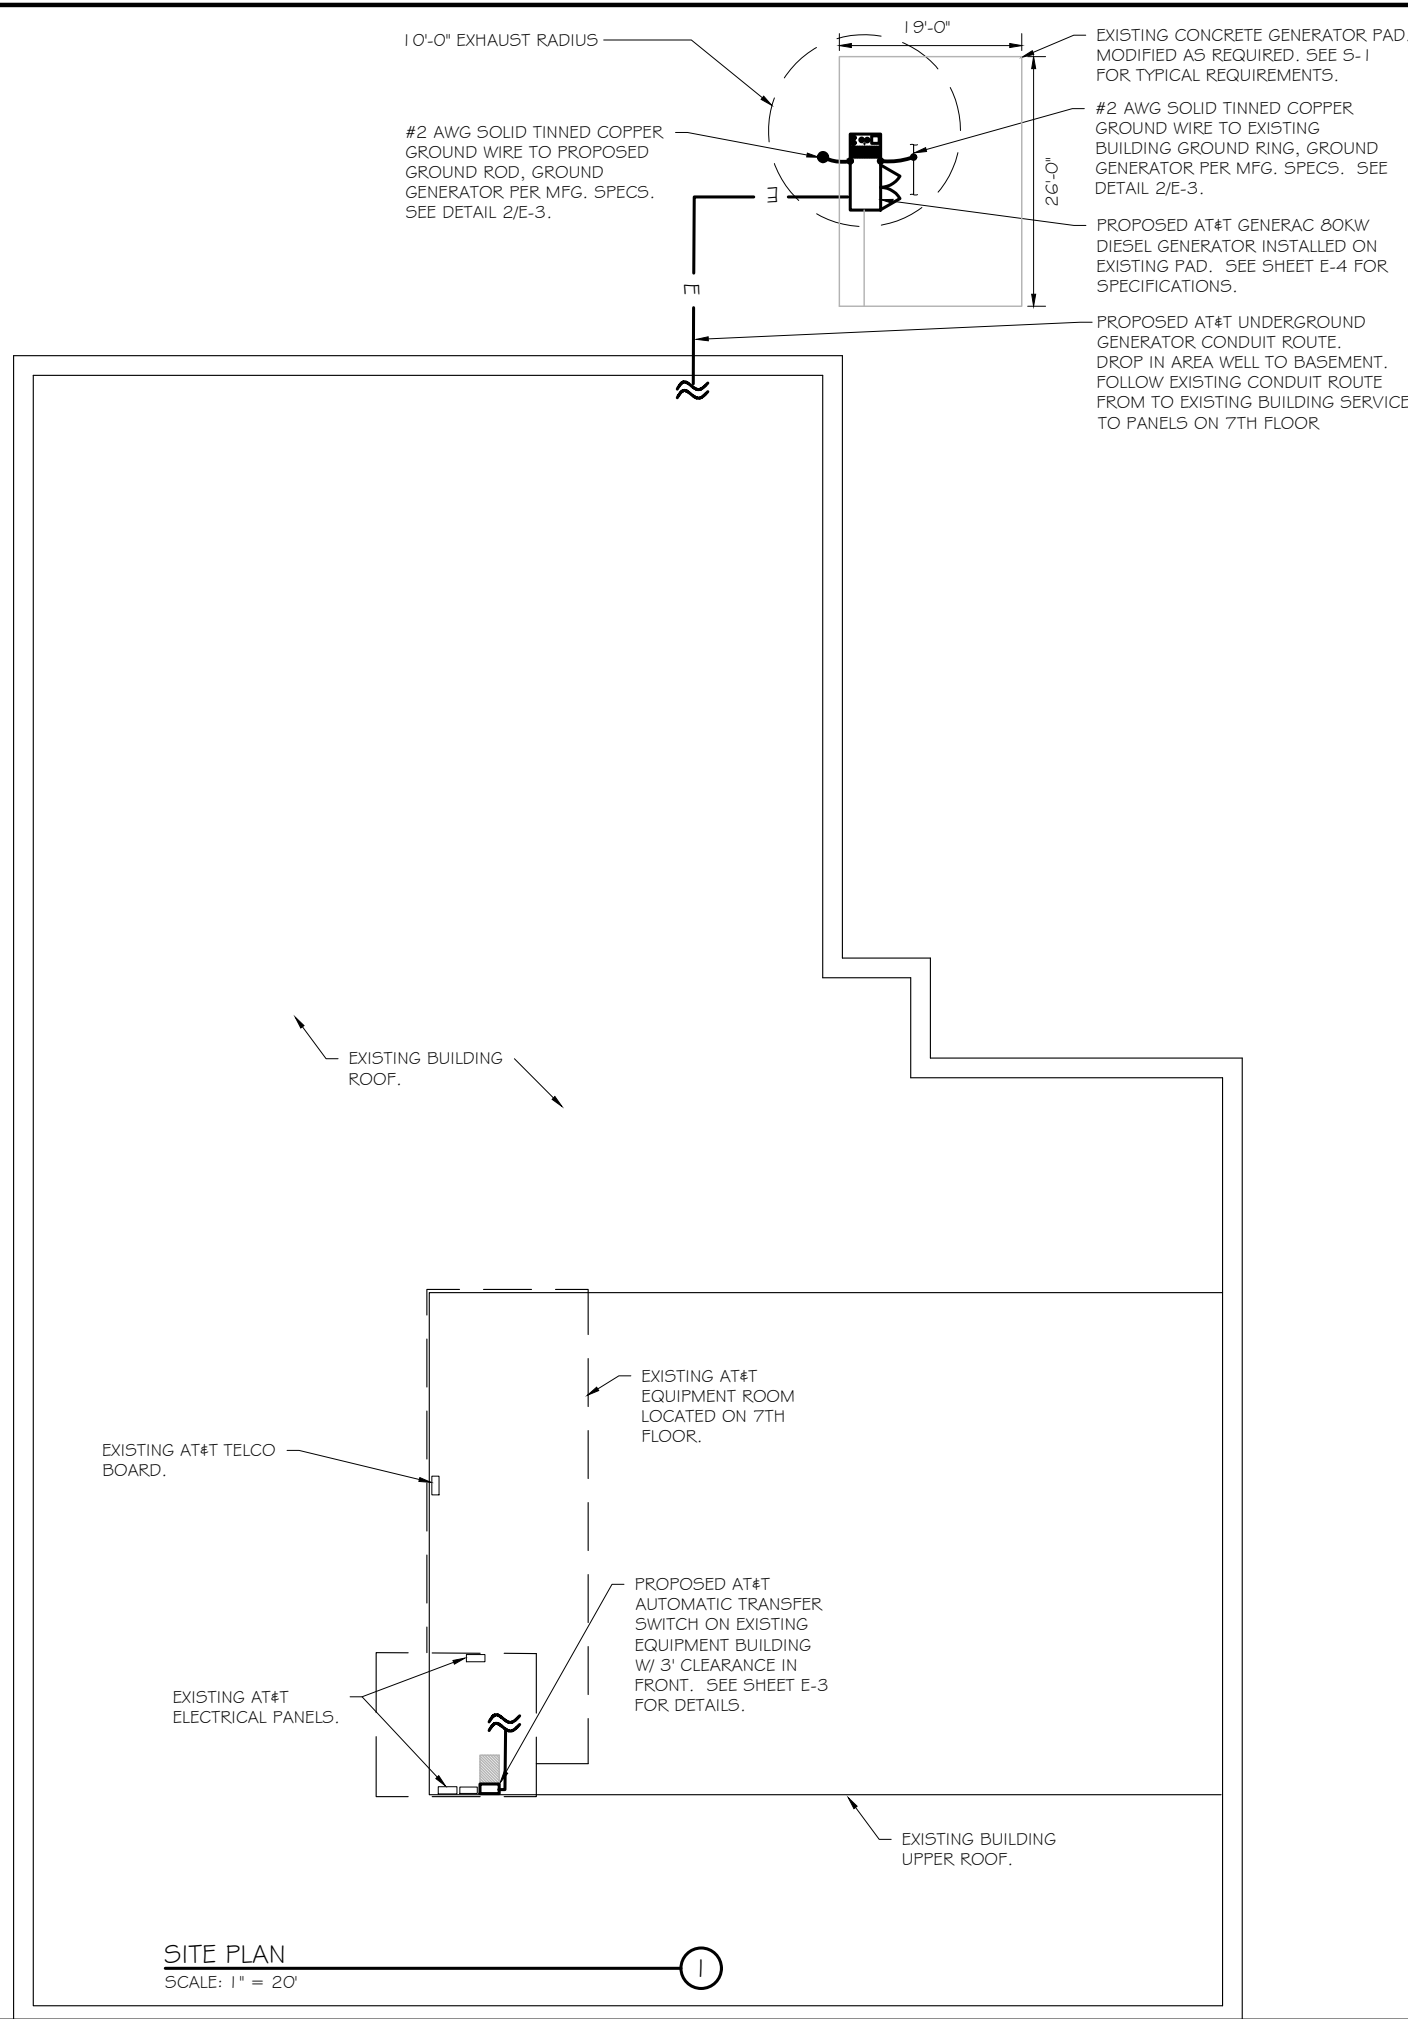 10'-0" EXHAUST RADIUS
19'-0"
EXISTING CONCRETE GENERATOR PAD.
MODIFIED AS REQUIRED. SEE S-1
FOR TYPICAL REQUIREMENTS.
#2 AWG SOLID TINNED COPPER
GROUND WIRE TO PROPOSED
GROUND ROD, GROUND
GENERATOR PER MFG. SPECS.
SEE DETAIL 2/E-3.
#2 AWG SOLID TINNED COPPER
GROUND WIRE TO EXISTING
BUILDING GROUND RING, GROUND
GENERATOR PER MFG. SPECS. SEE
DETAIL 2/E-3.
26'-0"
E
E
PROPOSED AT&T GENERAC 80KW
DIESEL GENERATOR INSTALLED ON
EXISTING PAD. SEE SHEET E-4 FOR
SPECIFICATIONS.
PROPOSED AT&T UNDERGROUND
GENERATOR CONDUIT ROUTE.
DROP IN AREA WELL TO BASEMENT.
FOLLOW EXISTING CONDUIT ROUTE
FROM TO EXISTING BUILDING SERVICE
TO PANELS ON 7TH FLOOR
EXISTING BUILDING
ROOF.
EXISTING AT&T
EQUIPMENT ROOM
LOCATED ON 7TH
FLOOR.
EXISTING AT&T TELCO
BOARD.
PROPOSED AT&T
AUTOMATIC TRANSFER
SWITCH ON EXISTING
EQUIPMENT BUILDING
W/ 3' CLEARANCE IN
FRONT. SEE SHEET E-3
FOR DETAILS.
EXISTING AT&T
ELECTRICAL PANELS.
EXISTING BUILDING
UPPER ROOF.
SITE PLAN
SCALE: 1" = 20'
1